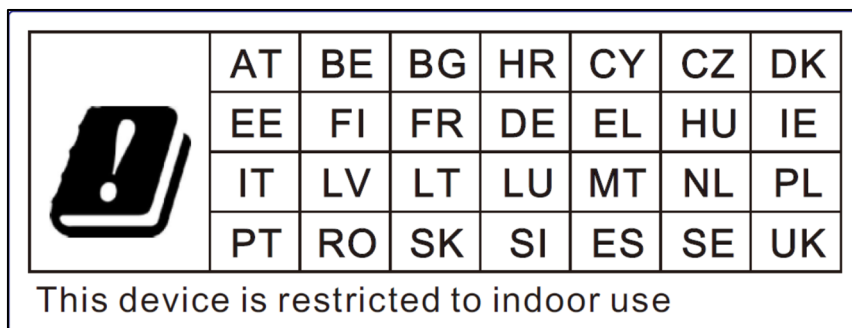 AT BE BG HR CY CZ DK
EE FI FR DE EL HU IE
IT LV LT LU MT NL PL
PT RO SK SI ES SE UK
This device is restricted to indoor use